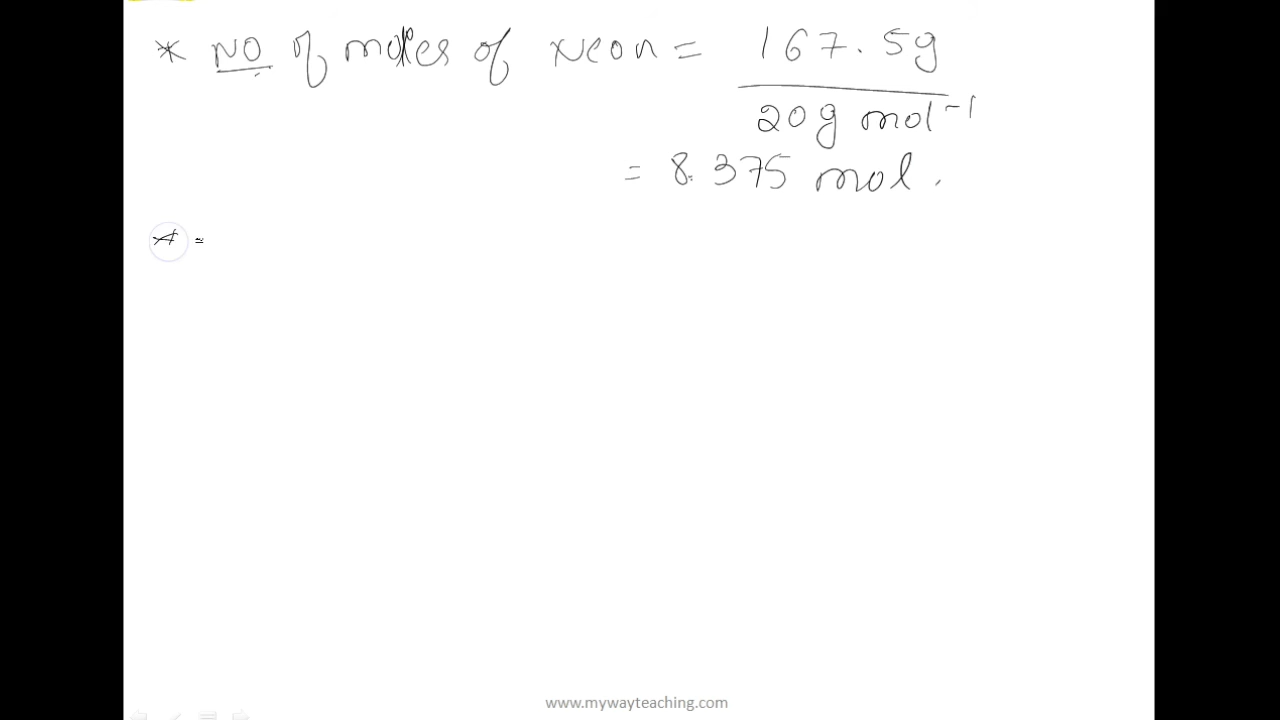 * NO of moles of Neon = 167.5g
20g mol⁻¹
= 8.375 mol.
* =
www.mywayteaching.com